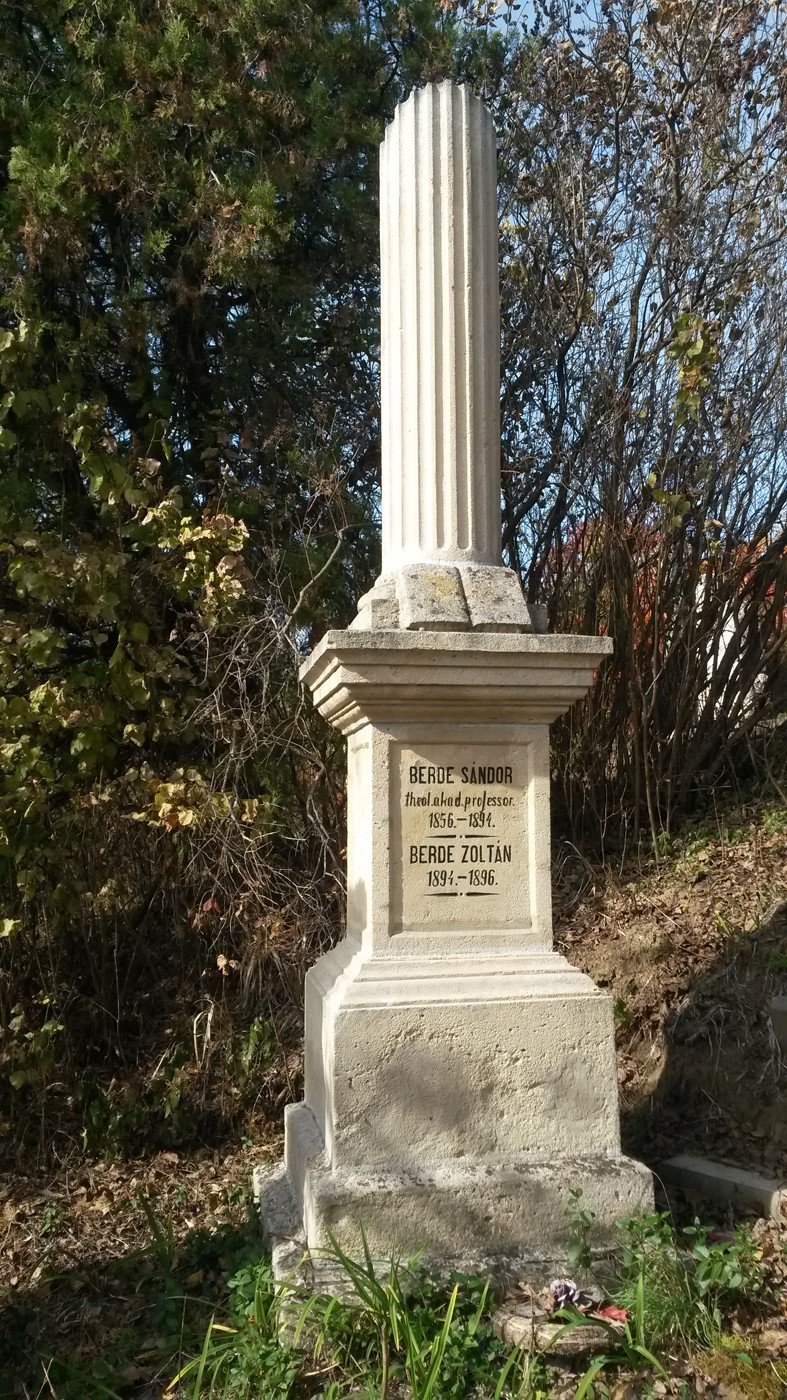 BERDE SÁNDOR
theol.akad.professor.
1856.–1894.
BERDE ZOLTÁN
1894.–1896.